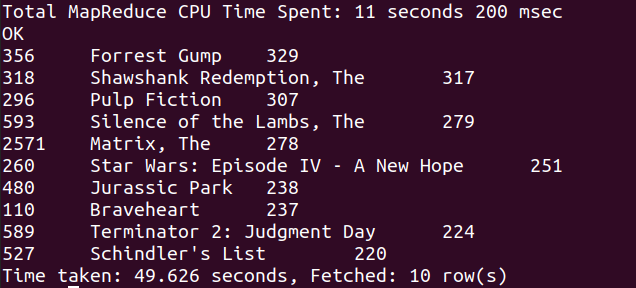 Total MapReduce CPU Time Spent: 11 seconds 200 msec
OK
356	Forrest Gump	329
318	Shawshank Redemption, The	317
296	Pulp Fiction	307
593	Silence of the Lambs, The	279
2571	Matrix, The	278
260	Star Wars: Episode IV - A New Hope	251
480	Jurassic Park	238
110	Braveheart	237
589	Terminator 2: Judgment Day	224
527	Schindler's List	220
Time taken: 49.626 seconds, Fetched: 10 row(s)